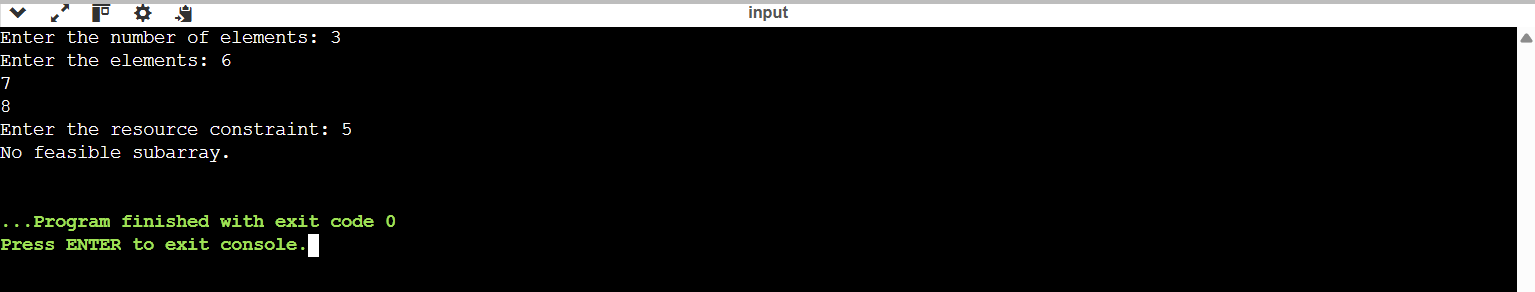 input
Enter the number of elements: 3
Enter the elements: 6
7
8
Enter the resource constraint: 5
No feasible subarray.
...Program finished with exit code 0
Press ENTER to exit console.